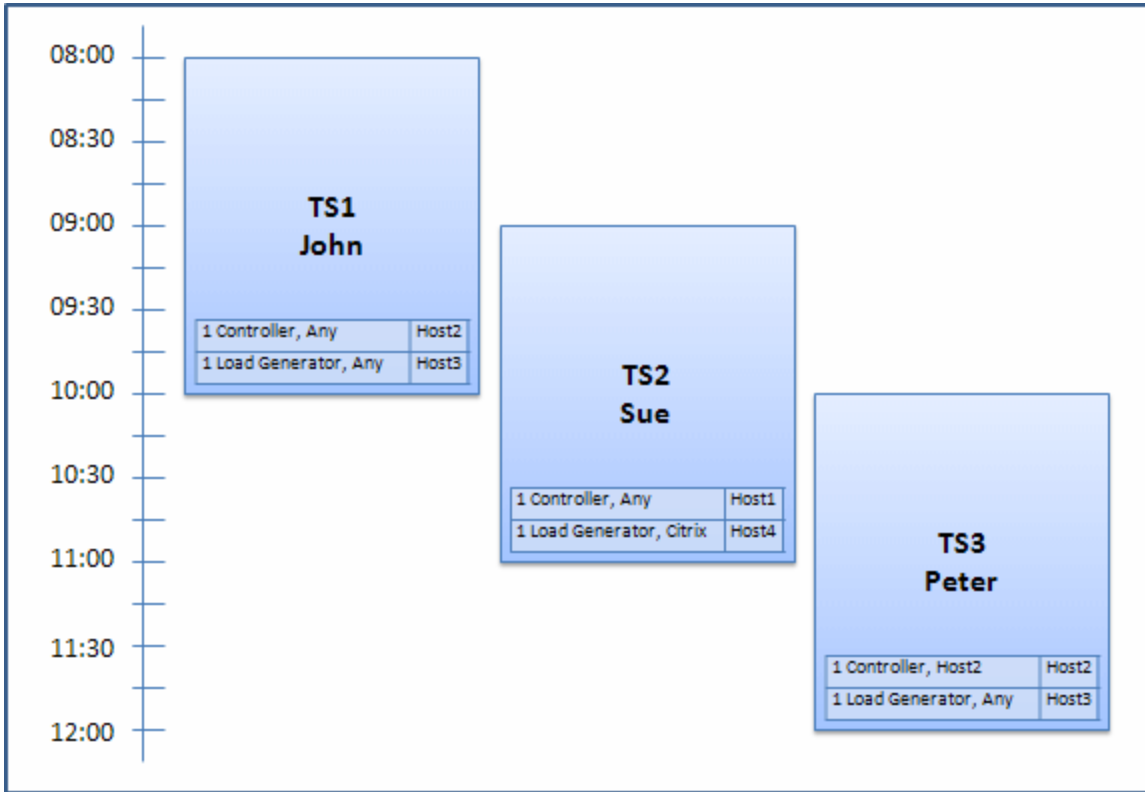 08:00
08:30
09:00
09:30
10:00
10:30
11:00
11:30
12:00
TS1
John
1 Controller, Any Host2
1 Load Generator, Any Host3
TS2
Sue
1 Controller, Any Host1
1 Load Generator, Citrix Host4
TS3
Peter
1 Controller, Host2 Host2
1 Load Generator, Any Host3